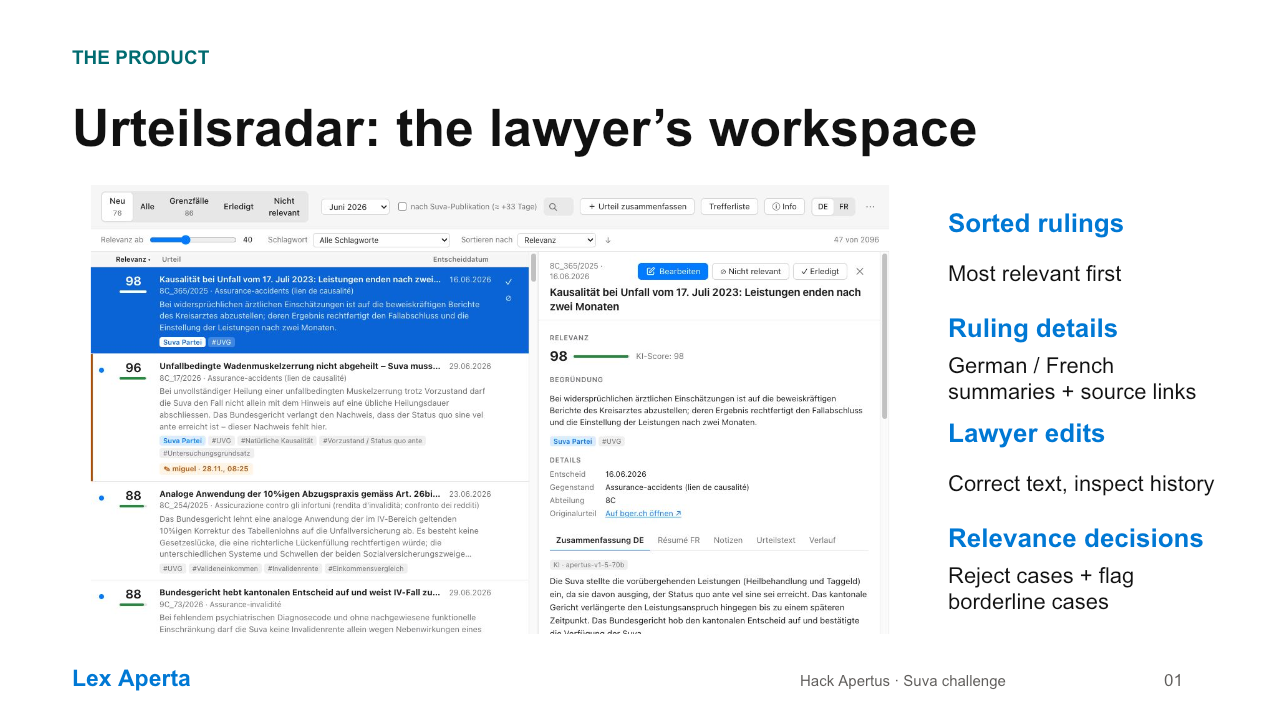 THE PRODUCT
Urteilsradar: the lawyer’s workspace
Neu
78
Alle
Grenzfälle
86
Erledigt
Nicht
relevant
Juni 2026
nach Suva-Publikation (≈ +33 Tage)
+ Urteil zusammenfassen
Trefferliste
ⓘ Info
DE
FR
···
Relevanz ab
40
Schlagwort
Alle Schlagworte
Sortieren nach
Relevanz
↓
47 von 2096
Relevanz
Urteil
Entscheiddatum
98
Kausalität bei Unfall vom 17. Juli 2023: Leistungen enden nach zwei...
16.06.2026
8C_365/2025 · Assurance-accidents (lien de causalité)
Bei widersprüchlichen ärztlichen Einschätzungen ist auf die beweiskräftigen Berichte
des Kreisarztes abzustellen; deren Ergebnis rechtfertigt den Fallabschluss und die
Einstellung der Leistungen nach zwei Monaten.
Suva Partei
#UVG
96
Unfallbedingte Wadenmuskelzerrung nicht abgeheilt – Suva muss...
29.06.2026
8C_17/2026 · Assurance-accidents (lien de causalité)
Bei unvollständiger Heilung einer unfallbedingten Muskelzerrung trotz Vorzustand darf
die Suva den Fall nicht allein mit dem Hinweis auf eine übliche Heilungsdauer
abschliessen. Das Bundesgericht verlangt den Nachweis, dass der Status quo sine vel
ante erreicht ist – dieser Nachweis fehlt hier.
Suva Partei
#UVG
#Natürliche Kausalität
#Vorzustand / Status quo ante
#Untersuchungsgrundsatz
✎ miguel · 28.11., 08:25
88
Analoge Anwendung der 10%igen Abzugspraxis gemäss Art. 26bi...
23.06.2026
8C_254/2025 · Assicurazione contro gli infortuni (rendita d'invalidità; confronto dei redditi)
Das Bundesgericht lehnt eine analoge Anwendung der im IV-Bereich geltenden
10%igen Korrektur des Tabellenlohns auf die Unfallversicherung ab. Es besteht keine
Gesetzeslücke, die eine richterliche Lückenfüllung rechtfertigen würde; die
unterschiedlichen Systeme und Schwellen der beiden Sozialversicherungszweige...
#UVG
#Valideneinkommen
#Invalidenrente
#Einkommensvergleich
88
Bundesgericht hebt kantonalen Entscheid auf und weist IV-Fall zu...
29.06.2026
9C_73/2026 · Assurance-invalidité
Bei fehlendem psychiatrischen Diagnosecode und ohne nachgewiesene funktionelle
Einschränkung darf die Suva keine Invalidenrente allein wegen Nebenwirkungen eines
8C_365/2025 ·
16.06.2026
Bearbeiten
⊘ Nicht relevant
✓ Erledigt
Kausalität bei Unfall vom 17. Juli 2023: Leistungen enden nach
zwei Monaten
RELEVANZ
98
KI-Score: 98
BEGRÜNDUNG
Bei widersprüchlichen ärztlichen Einschätzungen ist auf die beweiskräftigen
Berichte des Kreisarztes abzustellen; deren Ergebnis rechtfertigt den Fallabschluss
und die Einstellung der Leistungen nach zwei Monaten.
Suva Partei
#UVG
DETAILS
Entscheid 16.06.2026
Gegenstand Assurance-accidents (lien de causalité)
Abteilung 8C
Originalurteil Auf bger.ch öffnen ↗
Zusammenfassung DE
Résumé FR
Notizen
Urteilstext
Verlauf
KI · apertus-v1-5-70b
Die Suva stellte die vorübergehenden Leistungen (Heilbehandlung und Taggeld)
ein, da sie davon ausging, der Status quo ante vel sine sei erreicht. Das kantonale
Gericht verlängerte den Leistungsanspruch hingegen bis zu einem späteren
Zeitpunkt. Das Bundesgericht hob den kantonalen Entscheid auf und bestätigte
die Verfügung der Suva.
Sorted rulings
Most relevant first
Ruling details
German / French
summaries + source links
Lawyer edits
Correct text, inspect history
Relevance decisions
Reject cases + flag
borderline cases
Lex Aperta
Hack Apertus · Suva challenge
01